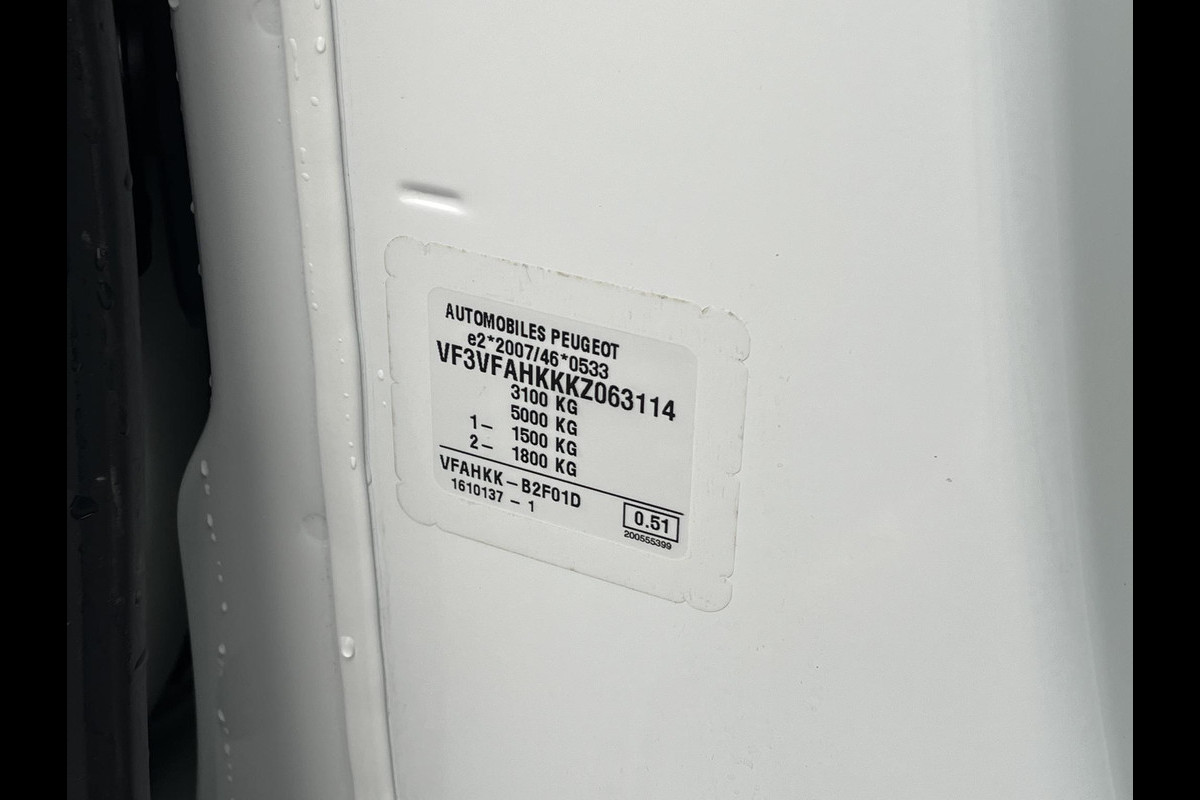 AUTOMOBILES PEUGEOT
e2*2007/46*0533
VF3VFAHKKKZ063114
3100 KG
5000 KG
1- 1500 KG
2- 1800 KG
VFAHKK-B2F01D
1610137 - 1
0.51
200555399